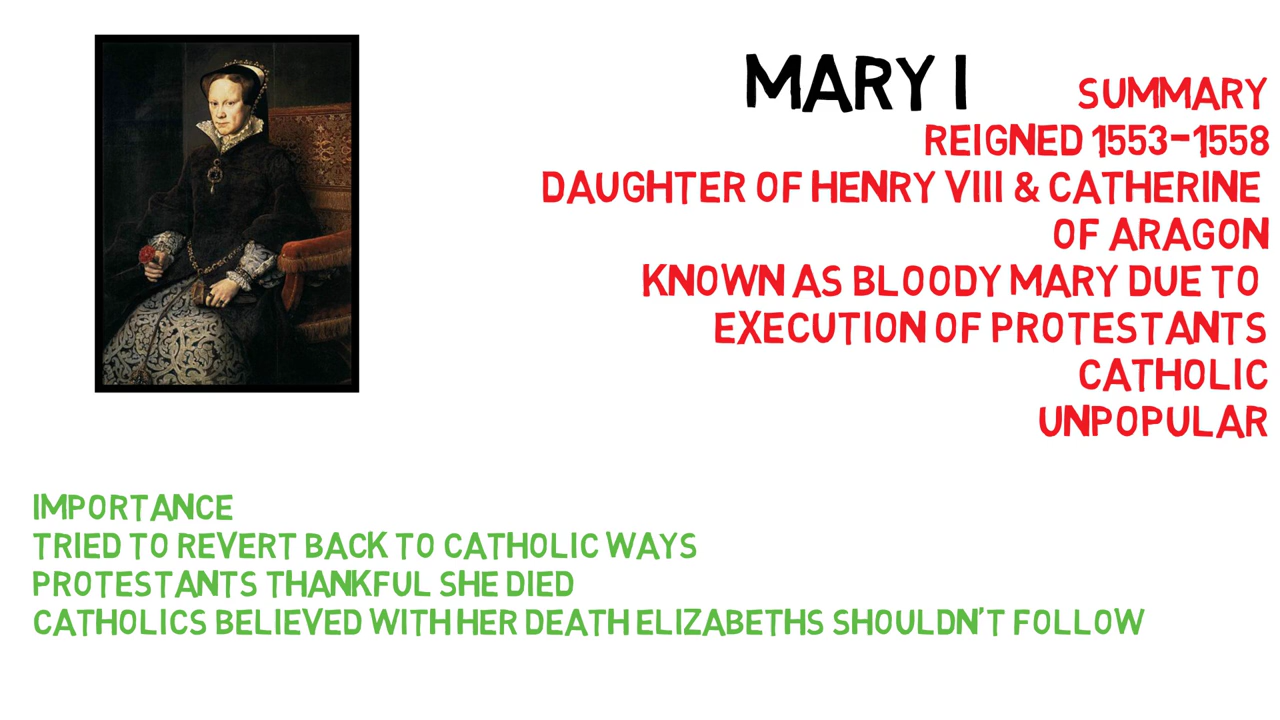 MARY I
SUMMARY
REIGNED 1553-1558
DAUGHTER OF HENRY VIII & CATHERINE
OF ARAGON
KNOWN AS BLOODY MARY DUE TO
EXECUTION OF PROTESTANTS
CATHOLIC
UNPOPULAR
IMPORTANCE
TRIED TO REVERT BACK TO CATHOLIC WAYS
PROTESTANTS THANKFUL SHE DIED
CATHOLICS BELIEVED WITH HER DEATH ELIZABETHS SHOULDN'T FOLLOW